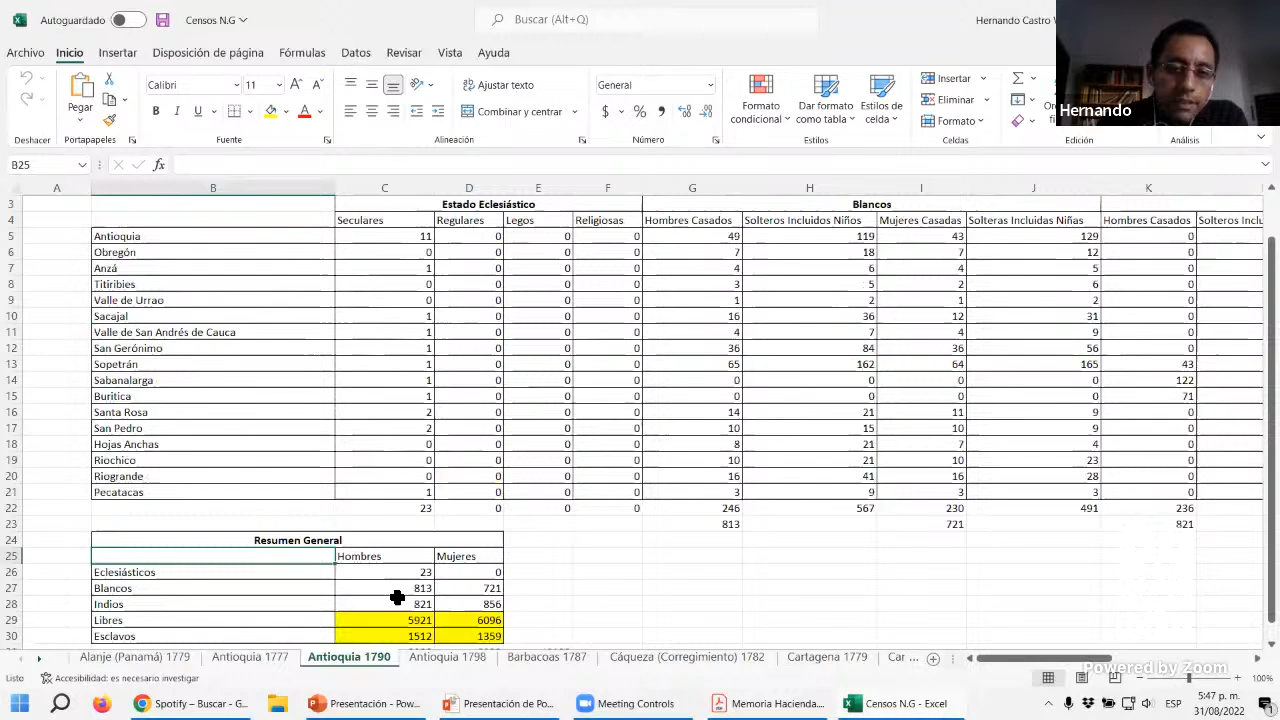 Autoguardado Censos N.G Buscar (Alt+Q) Hernando Castro
Archivo Inicio Insertar Disposición de página Fórmulas Datos Revisar Vista Ayuda
Pegar Calibri 11 Ajustar texto General Formato condicional Dar formato como tabla Estilos de celda Insertar
N K S Combinar y centrar $ % Eliminar
Formato
Hernando
Deshacer Portapapeles Fuente Alineación Número Estilos Celdas Edición Análisis
B25 fx
A B C D E F G H I J K
3 Estado Eclesiástico Blancos
4 Seculares Regulares Legos Religiosas Hombres Casados Solteros Incluidos Niños Mujeres Casadas Solteras Incluidas Niñas Hombres Casados Solteros Inclu
5 Antioquia 11 0 0 0 49 119 43 129 0
6 Obregón 0 0 0 0 7 18 7 12 0
7 Anzá 1 0 0 0 4 6 4 5 0
8 Titiribies 0 0 0 0 3 5 2 6 0
9 Valle de Urrao 0 0 0 0 1 2 1 2 0
10 Sacajal 1 0 0 0 16 36 12 31 0
11 Valle de San Andrés de Cauca 1 0 0 0 4 7 4 9 0
12 San Gerónimo 1 0 0 0 36 84 36 56 0
13 Sopetrán 1 0 0 0 65 162 64 165 43
14 Sabanalarga 1 0 0 0 0 0 0 0 122
15 Buritica 1 0 0 0 0 0 0 0 71
16 Santa Rosa 2 0 0 0 14 21 11 9 0
17 San Pedro 2 0 0 0 10 15 10 9 0
18 Hojas Anchas 0 0 0 0 8 21 7 4 0
19 Riochico 0 0 0 0 10 21 10 23 0
20 Riogrande 0 0 0 0 16 41 16 28 0
21 Pecatacas 1 0 0 0 3 9 3 3 0
22 23 0 0 0 246 567 230 491 236
23 813 721 821
24 Resumen General
25 Hombres Mujeres
26 Eclesiásticos 23 0
27 Blancos 813 721
28 Indios 821 856
29 Libres 5921 6096
30 Esclavos 1512 1359
Alanje (Panamá) 1779 Antioquia 1777 Antioquia 1790 Antioquia 1798 Barbacoas 1787 Cáqueza (Corregimiento) 1782 Cartagena 1779 Car ...
Powered by Zoom
Listo Accesibilidad: es necesario investigar 100%
Spotify – Buscar - G... Presentación - Pow... Presentación de Po... Meeting Controls Memoria Hacienda... Censos N.G - Excel ESP 5:47 p. m.
31/08/2022